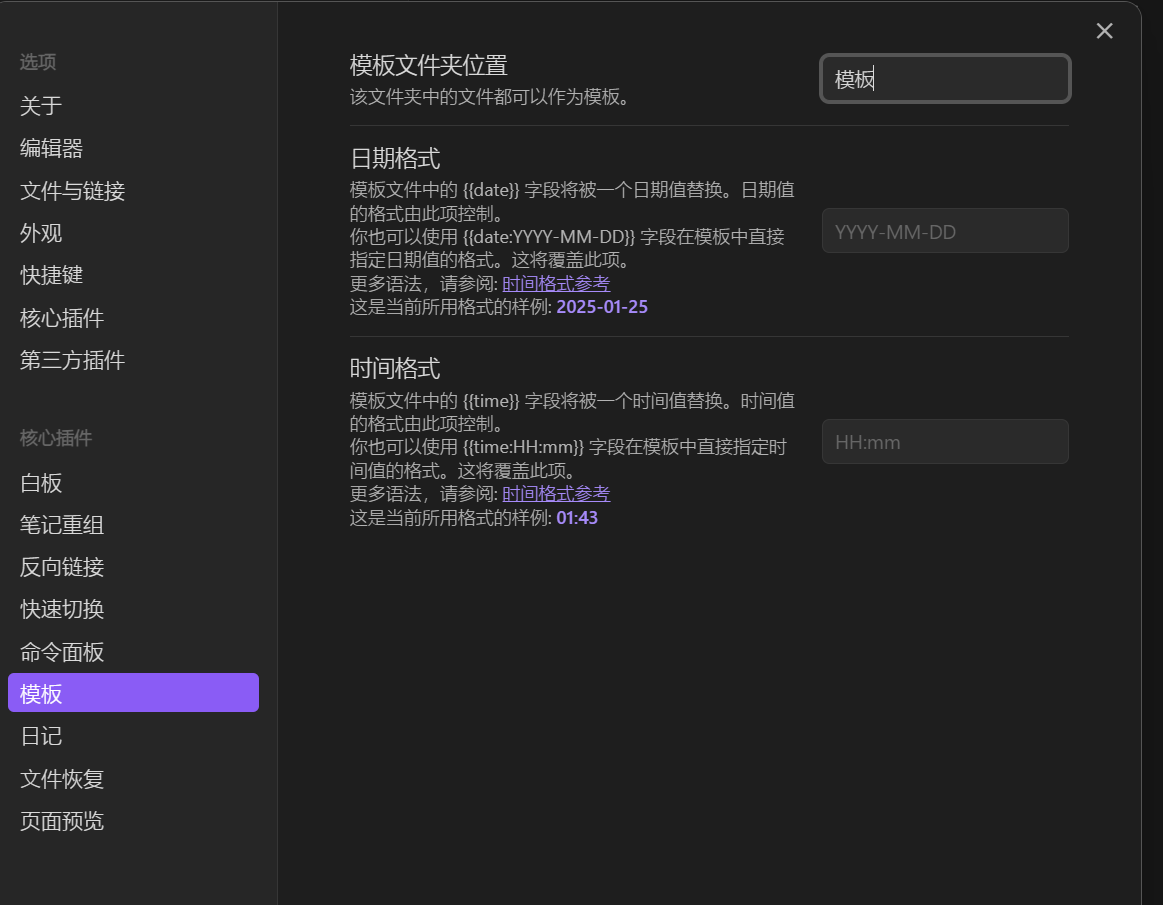 选项
关于
编辑器
文件与链接
外观
快捷键
核心插件
第三方插件
核心插件
白板
笔记重组
反向链接
快速切换
命令面板
模板
日记
文件恢复
页面预览
模板文件夹位置
该文件夹中的文件都可以作为模板。
模板
日期格式
模板文件中的 {{date}} 字段将被一个日期值替换。日期值
的格式由此项控制。
你也可以使用 {{date:YYYY-MM-DD}} 字段在模板中直接
指定日期值的格式。这将覆盖此项。
更多语法，请参阅: 时间格式参考
这是当前所用格式的样例: 2025-01-25
YYYY-MM-DD
时间格式
模板文件中的 {{time}} 字段将被一个时间值替换。时间值
的格式由此项控制。
你也可以使用 {{time:HH:mm}} 字段在模板中直接指定时
间值的格式。这将覆盖此项。
更多语法，请参阅: 时间格式参考
这是当前所用格式的样例: 01:43
HH:mm